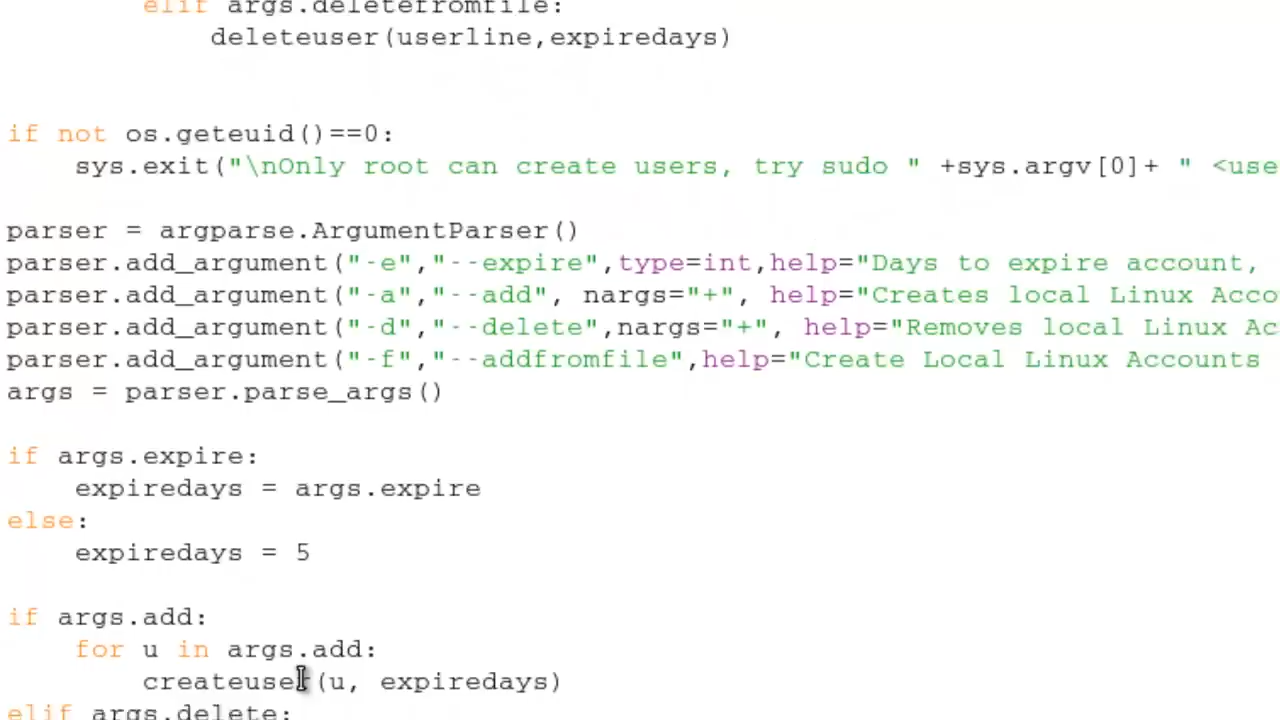 elif args.deletefromfile:
deleteuser(userline,expiredays)
if not os.geteuid()==0:
sys.exit("\nOnly root can create users, try sudo " +sys.argv[0]+ " <use
parser = argparse.ArgumentParser()
parser.add_argument("-e","--expire",type=int,help="Days to expire account,
parser.add_argument("-a","--add", nargs="+", help="Creates local Linux Acco
parser.add_argument("-d","--delete",nargs="+", help="Removes local Linux Ac
parser.add_argument("-f","--addfromfile",help="Create Local Linux Accounts
args = parser.parse_args()
if args.expire:
expiredays = args.expire
else:
expiredays = 5
if args.add:
for u in args.add:
createuser(u, expiredays)
elif args.delete: